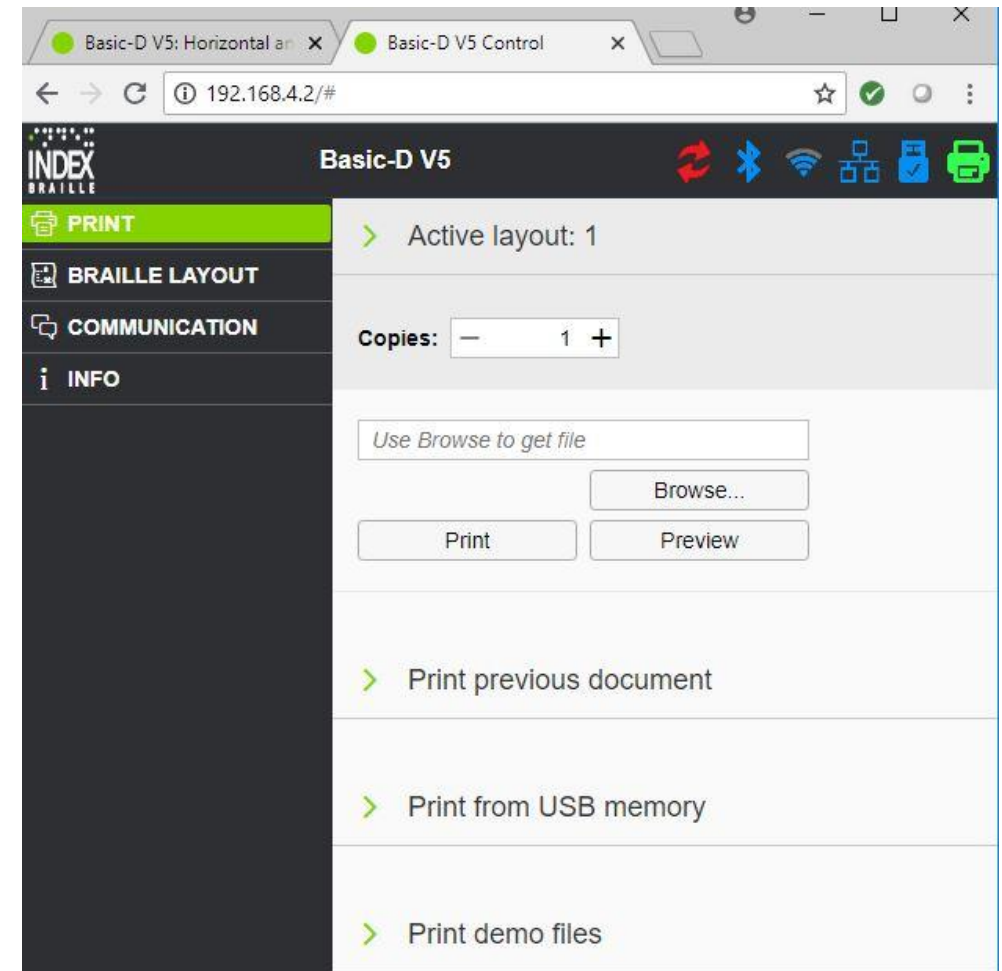 Basic-D V5: Horizontal an
Basic-D V5 Control
192.168.4.2/#
INDEX
BRAILLE
Basic-D V5
PRINT
BRAILLE LAYOUT
COMMUNICATION
INFO
Active layout: 1
Copies: 1
Use Browse to get file
Browse...
Print Preview
Print previous document
Print from USB memory
Print demo files